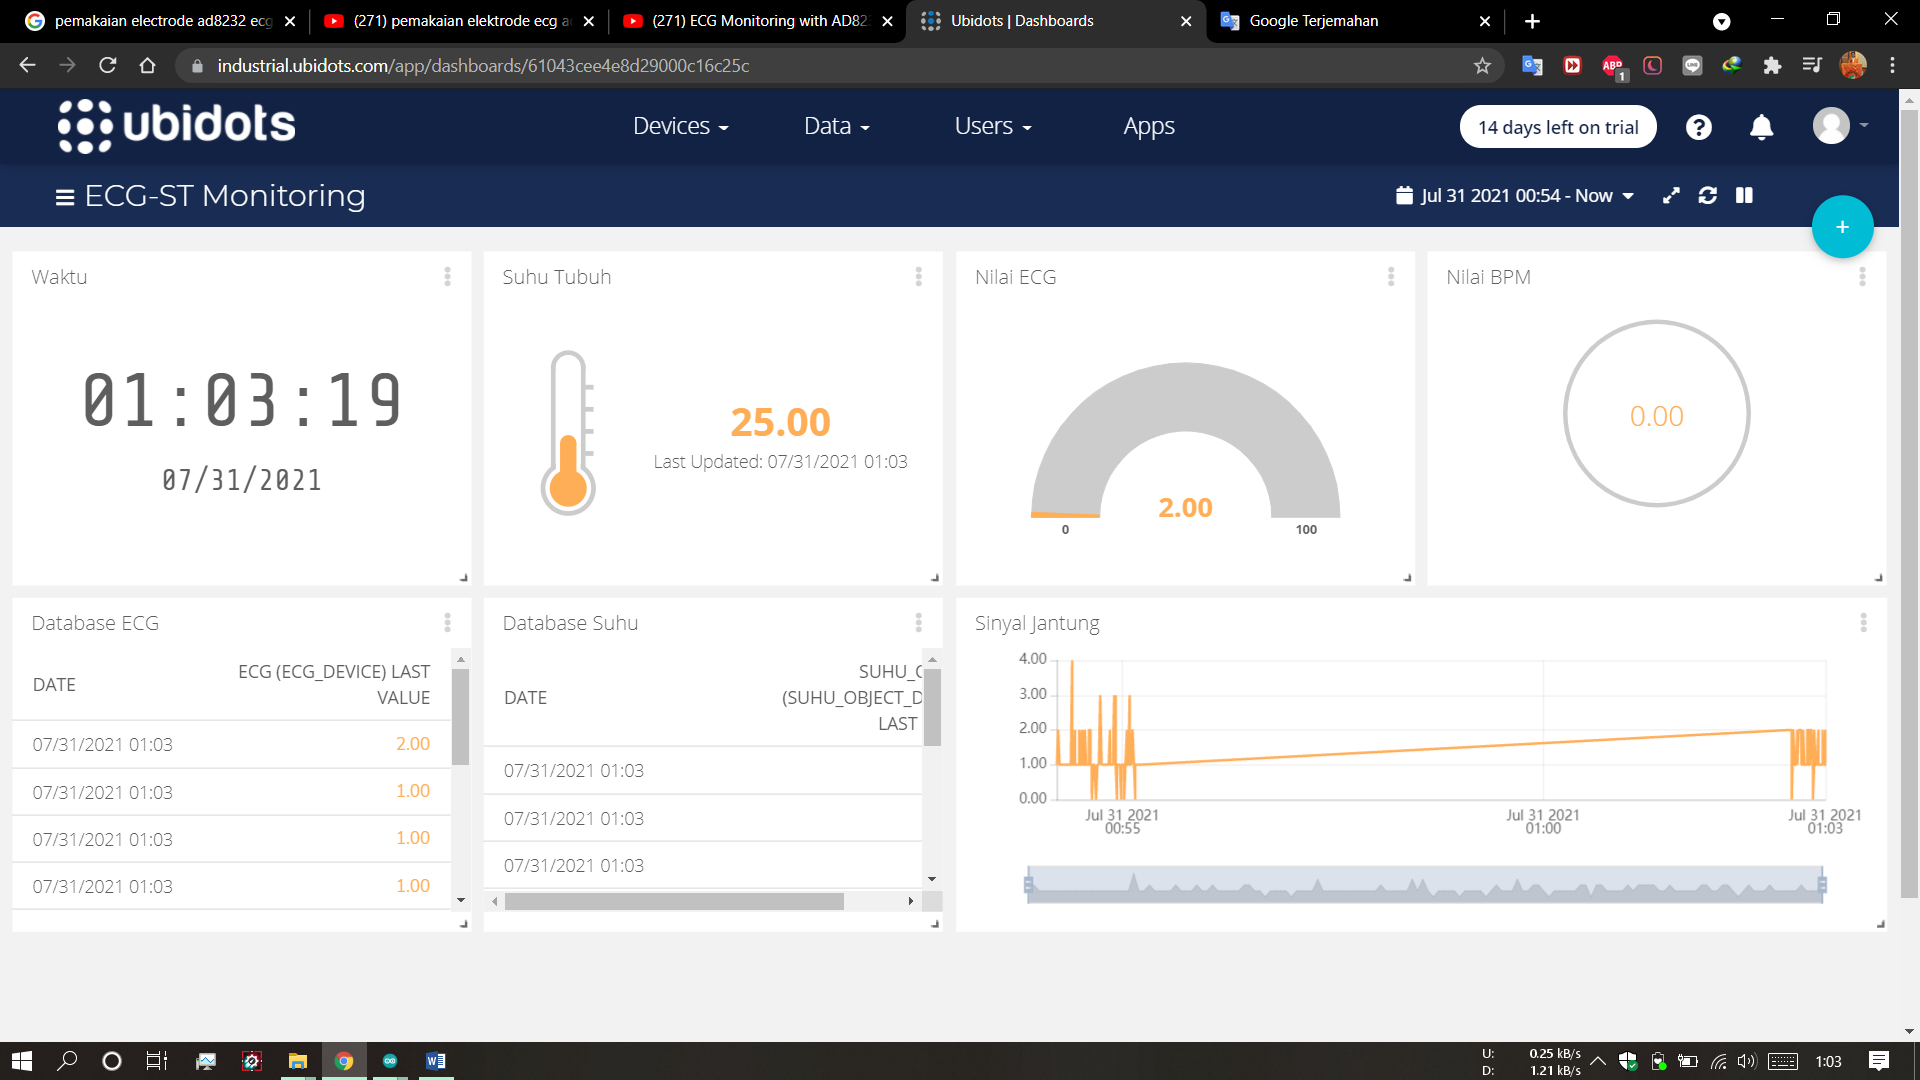 pemakaian electrode ad8232 ecg
(271) pemakaian elektrode ecg a
(271) ECG Monitoring with AD82
Ubidots | Dashboards
Google Terjemahan
industrial.ubidots.com/app/dashboards/61043cee4e8d29000c16c25c
ABP
1
LINE
ubidots
Devices
Data
Users
Apps
14 days left on trial
ECG-ST Monitoring
Jul 31 2021 00:54 - Now
+
Waktu
01:03:19
07/31/2021
Suhu Tubuh
25.00
Last Updated: 07/31/2021 01:03
Nilai ECG
2.00
0
100
Nilai BPM
0.00
Database ECG
DATE
ECG (ECG_DEVICE) LAST
VALUE
07/31/2021 01:03 2.00
07/31/2021 01:03 1.00
07/31/2021 01:03 1.00
07/31/2021 01:03 1.00
Database Suhu
DATE
SUHU_O
(SUHU_OBJECT_D
LAST
07/31/2021 01:03
07/31/2021 01:03
07/31/2021 01:03
Sinyal Jantung
4.00
3.00
2.00
1.00
0.00
Jul 31 2021
00:55
Jul 31 2021
01:00
Jul 31 2021
01:03
U: 0.25 kB/s
D: 1.21 kB/s
1:03